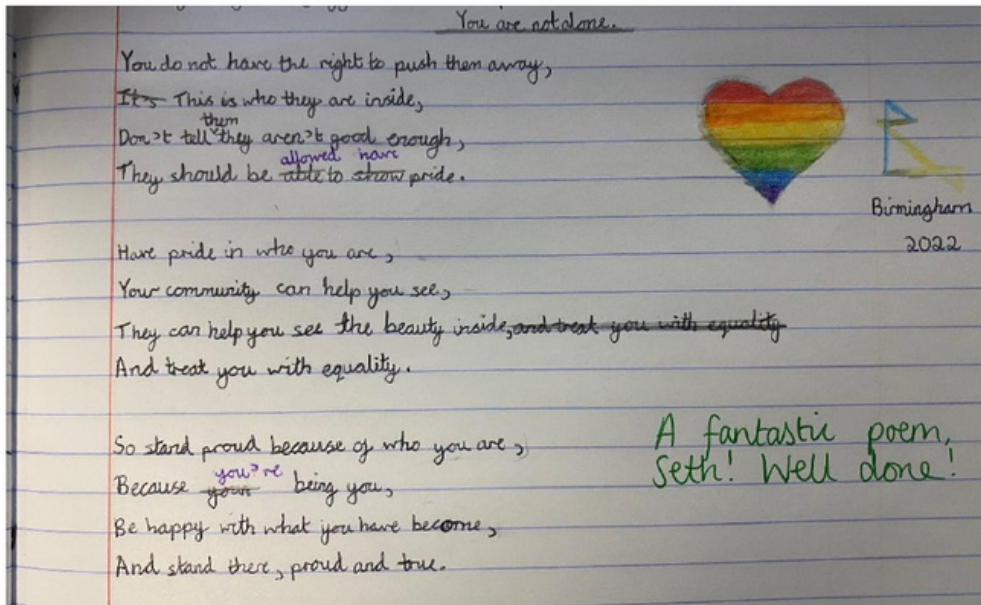 You are not alone.
You do not have the right to push them away,
It's This is who they are inside,
them
Don't tell they aren't good enough,
allowed have
They should be able to show pride.
Birmingham
2022
Have pride in who you are,
Your community can help you see,
They can help you see the beauty inside, and treat you with equality
And treat you with equality.
So stand proud because of who you are,
you're
Because your being you,
Be happy with what you have become,
And stand there, proud and true.
A fantastic poem,
Seth! Well done!